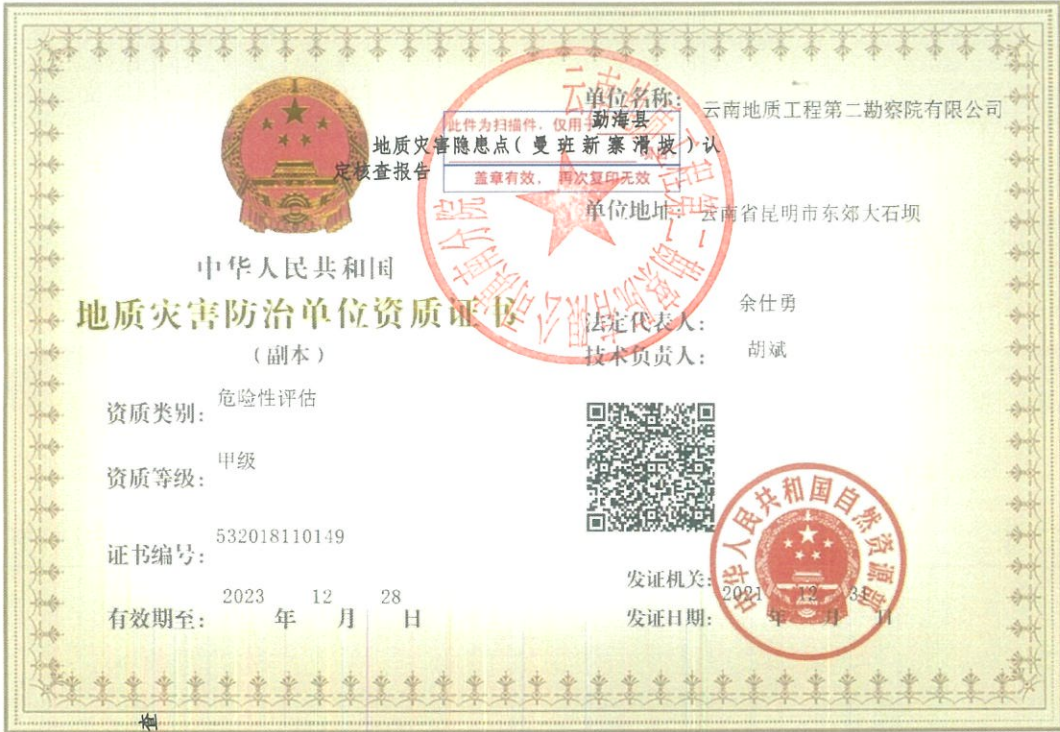 中华人民共和国
地质灾害防治单位资质证书
（副本）
资质类别： 危险性评估
资质等级： 甲级
证书编号： 532018110149
有效期至： 2023 年 12 月 28 日
单位名称： 云南地质工程第二勘察院有限公司
此件为扫描件，仅用于勐海县
地质灾害隐患点（曼班新寨滑坡）认
定核查报告
盖章有效，再次复印无效
单位地址： 云南省昆明市东郊大石坝
法定代表人： 余仕勇
技术负责人： 胡斌
发证机关：
中华人民共和国自然资源部
发证日期： 2021 年 12 月 31 日
查